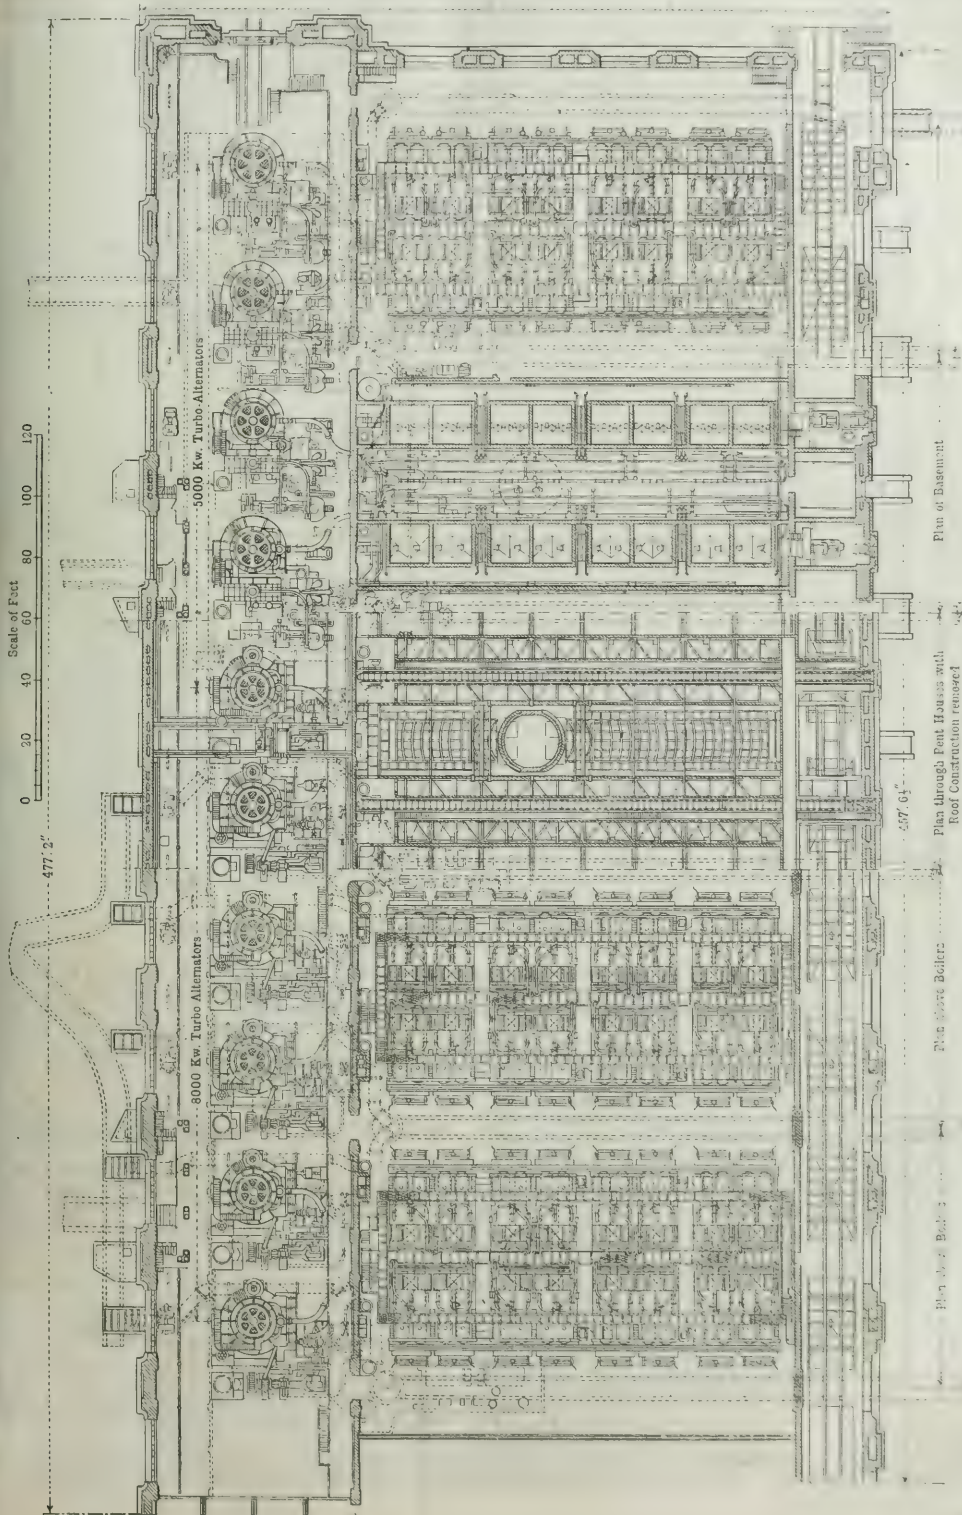 477' 2"
Scale of Feet
0 20 40 60 80 100 120
8000 Kw. Turbo Alternators
5000 Kw. Turbo-Alternators
Boilers
Plan above Boilers
Plan through Pent Houses with
Roof Construction removed
Plan of Basement